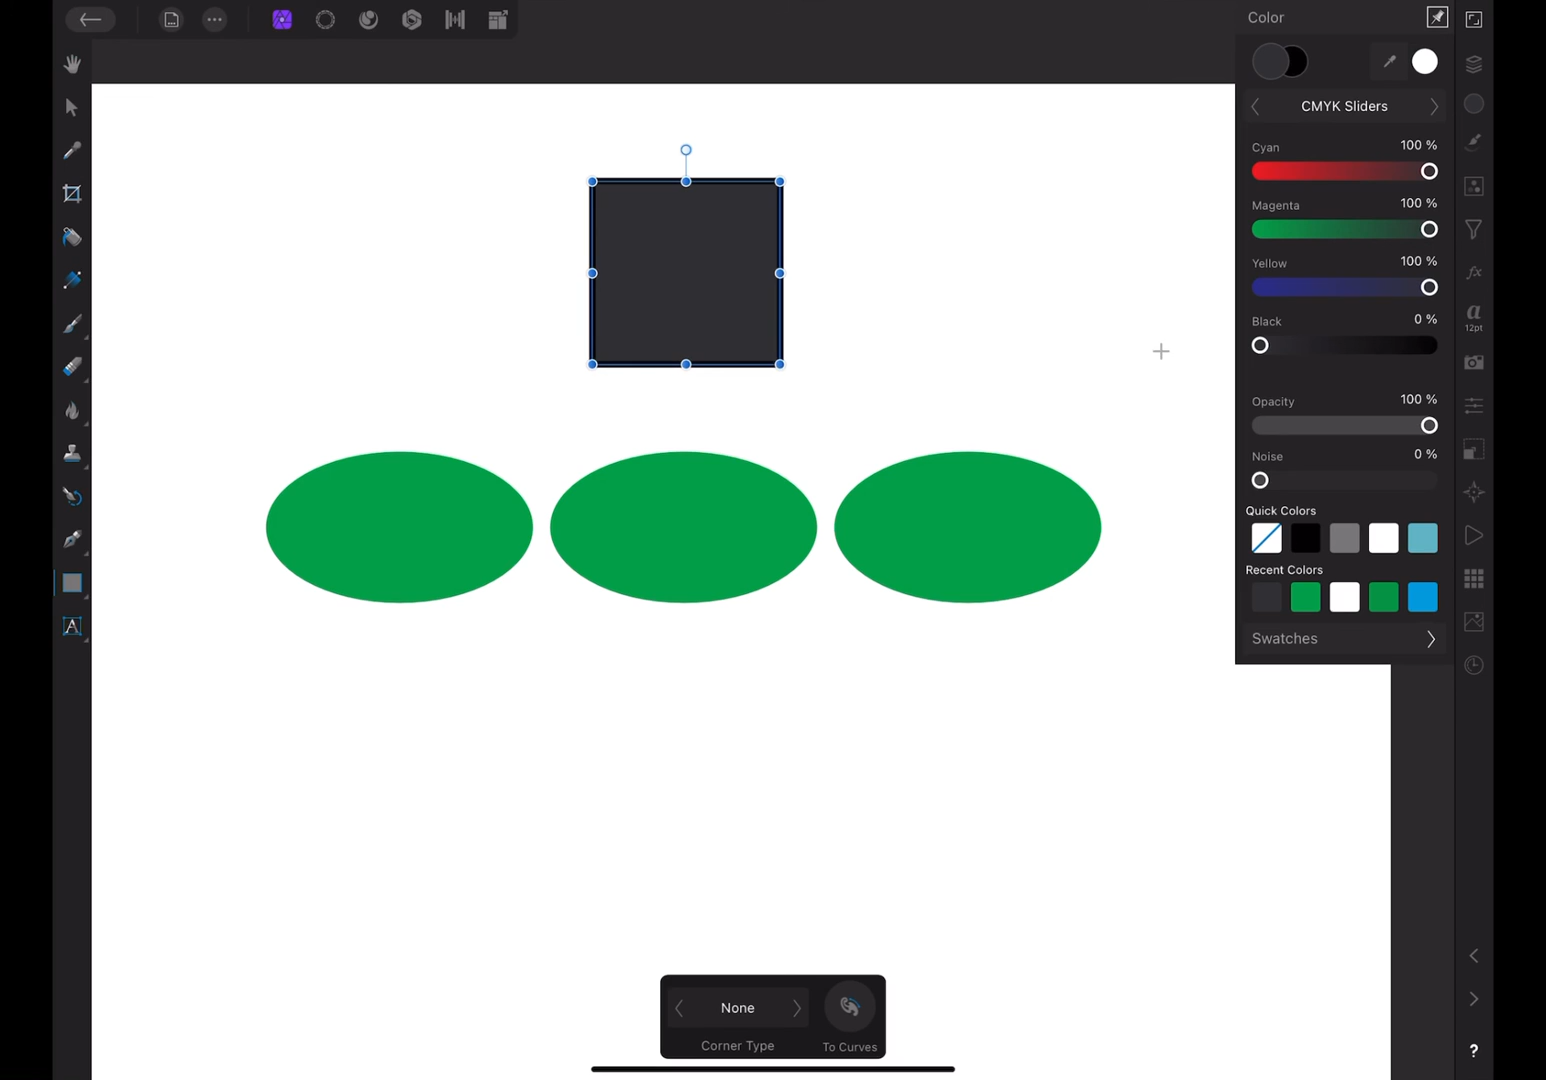 Color
CMYK Sliders
Cyan 100 %
Magenta 100 %
Yellow 100 %
Black 0 %
Opacity 100 %
Noise 0 %
Quick Colors
Recent Colors
Swatches
fx
a
12pt
A
None
Corner Type To Curves
?